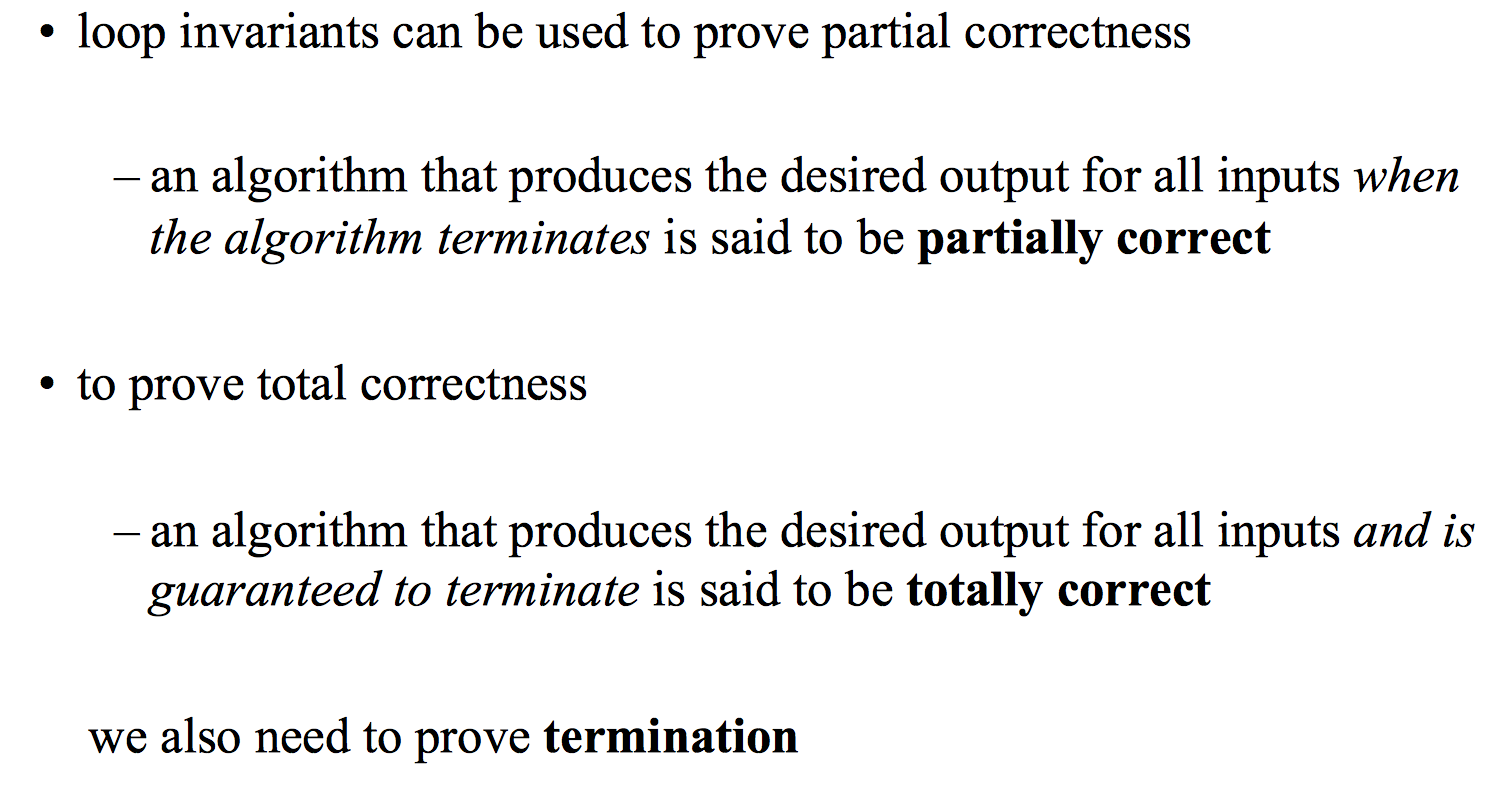 • loop invariants can be used to prove partial correctness
– an algorithm that produces the desired output for all inputs when
the algorithm terminates is said to be partially correct
• to prove total correctness
– an algorithm that produces the desired output for all inputs and is
guaranteed to terminate is said to be totally correct
we also need to prove termination